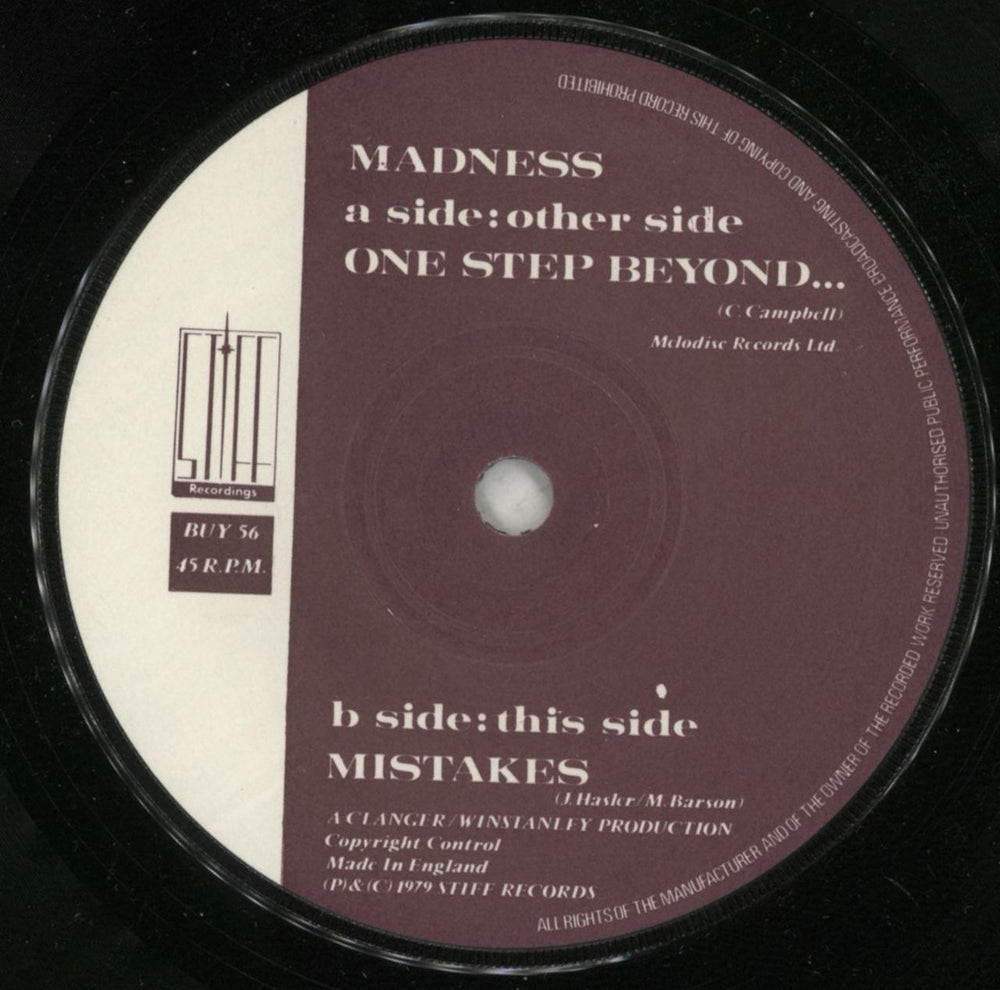 MADNESS
a side: other side
ONE STEP BEYOND...
(C. Campbell)
Melodisc Records Ltd.
STIFF
Recordings
BUY 56
45 R.P.M.
b side: this side
MISTAKES
(J. Hasler/M. Barson)
A CLANGER/WINSTANLEY PRODUCTION
Copyright Control
Made In England
(P) & (C) 1979 STIFF RECORDS
ALL RIGHTS OF THE MANUFACTURER AND OF THE OWNER OF THE RECORDED WORK RESERVED UNAUTHORISED PUBLIC PERFORMANCE BROADCASTING AND COPYING OF THIS RECORD PROHIBITED